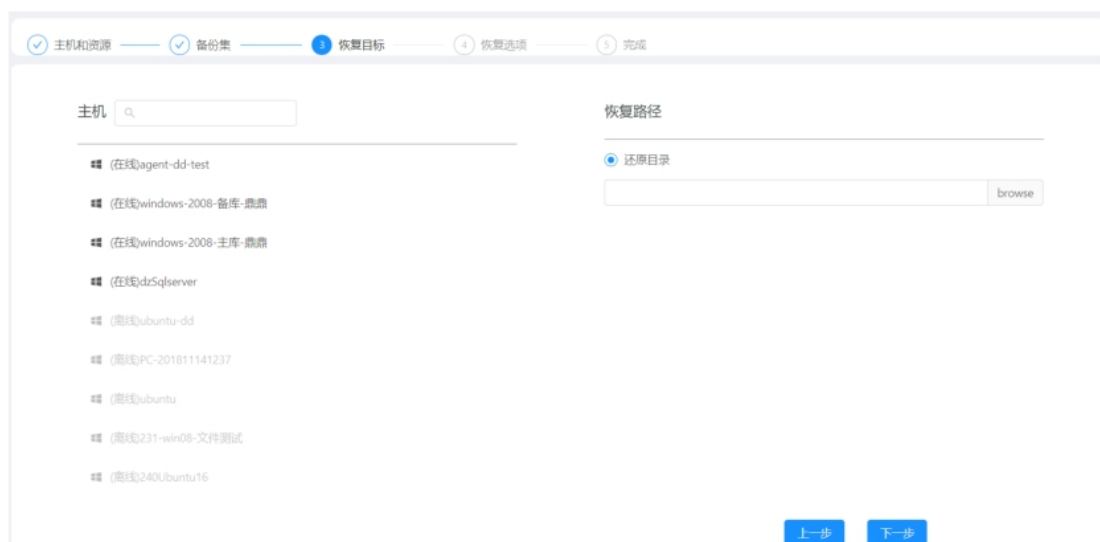 主机和资源 备份集 3 恢复目标 4 恢复选项 5 完成
主机
(在线)agent-dd-test
(在线)windows-2008-备库-鼎鼎
(在线)windows-2008-主库-鼎鼎
(在线)dzSqlserver
(离线)ubuntu-dd
(离线)PC-201811141237
(离线)ubuntu
(离线)231-win08-文件测试
(离线)240Ubuntu16
恢复路径
还原目录
browse
上一步 下一步